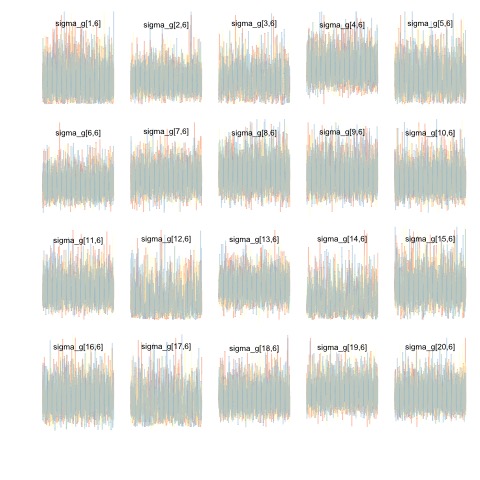 sigma_g[1,6] sigma_g[2,6] sigma_g[3,6] sigma_g[4,6] sigma_g[5,6]
sigma_g[6,6] sigma_g[7,6] sigma_g[8,6] sigma_g[9,6] sigma_g[10,6]
sigma_g[11,6] sigma_g[12,6] sigma_g[13,6] sigma_g[14,6] sigma_g[15,6]
sigma_g[16,6] sigma_g[17,6] sigma_g[18,6] sigma_g[19,6] sigma_g[20,6]